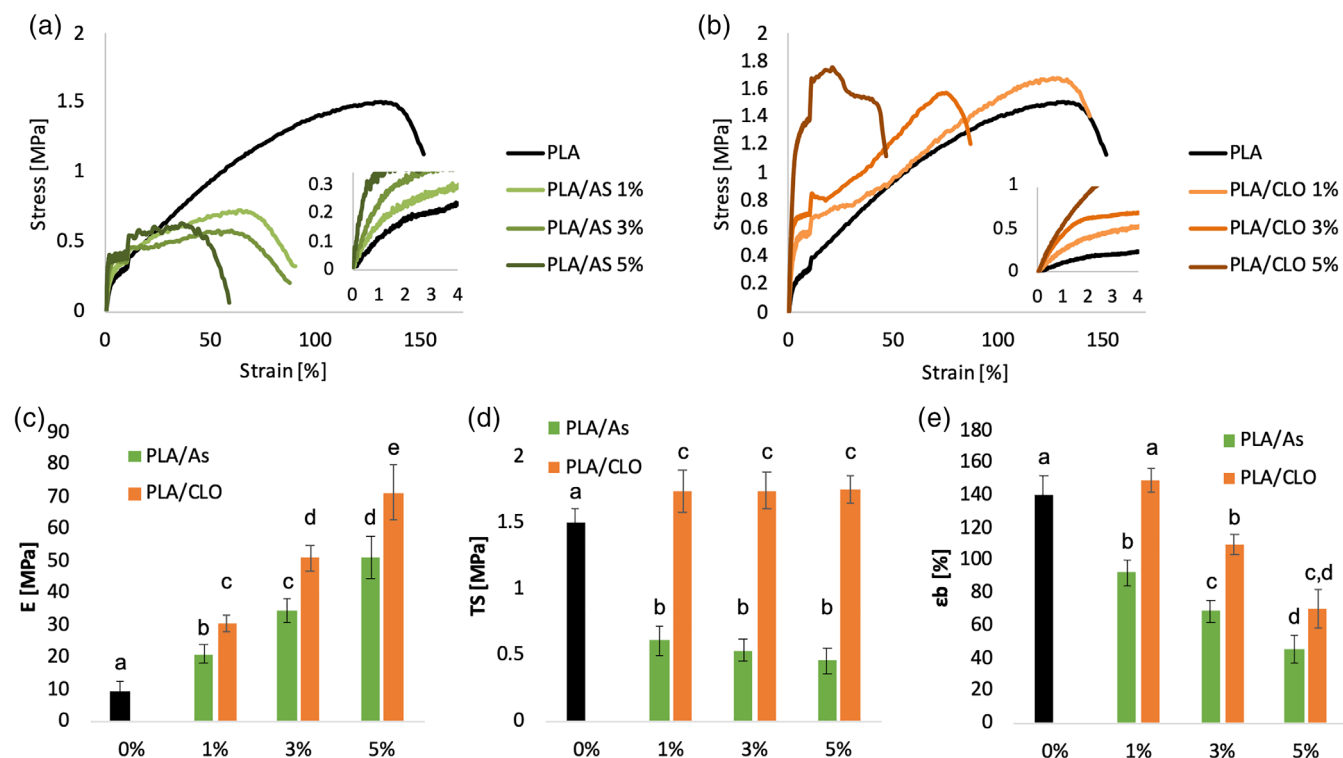 (a)
2
1.5
1
0.5
0
Stress [MPa]
0 50 100 150
Strain [%]
0.3
0.2
0.1
0
0 1 2 3 4
PLA
PLA/AS 1%
PLA/AS 3%
PLA/AS 5%
(b)
2
1.8
1.6
1.4
1.2
1
0.8
0.6
0.4
0.2
0
Stress [MPa]
0 50 100 150
Strain [%]
1
0.5
0
0 1 2 3 4
PLA
PLA/CLO 1%
PLA/CLO 3%
PLA/CLO 5%
(c)
90
80
70
60
50
40
30
20
10
0
E [MPa]
PLA/As
PLA/CLO
a b c c d d e
0% 1% 3% 5%
(d)
2
1.5
1
0.5
0
TS [MPa]
PLA/As
PLA/CLO
a b c b c b c
0% 1% 3% 5%
(e)
180
160
140
120
100
80
60
40
20
0
εb [%]
PLA/As
PLA/CLO
a b a c b d c,d
0% 1% 3% 5%